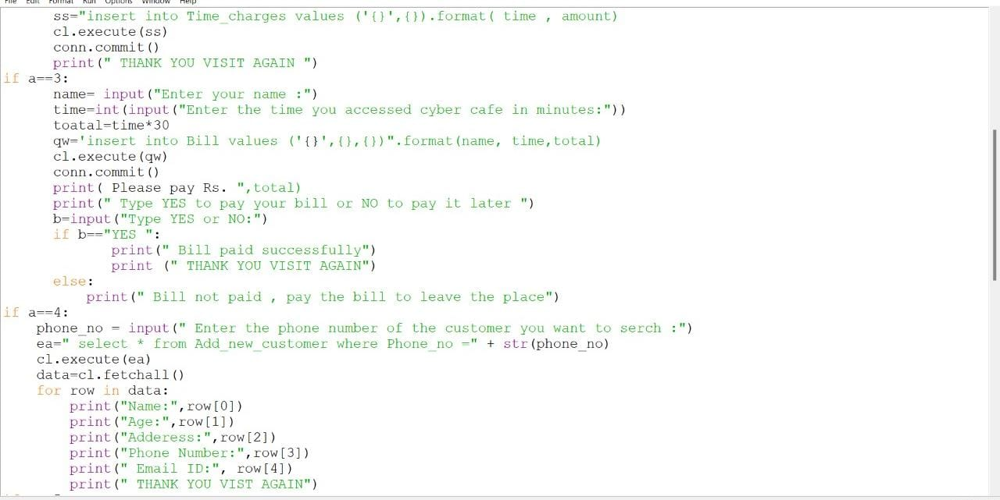 File Edit Format Run Options Window Help
ss="insert into Time_charges values ('{}',{}).format( time , amount)
cl.execute(ss)
conn.commit()
print(" THANK YOU VISIT AGAIN ")
if a==3:
name= input("Enter your name :")
time=int(input("Enter the time you accessed cyber cafe in minutes:"))
toatal=time*30
qw='insert into Bill values ('{}',{},{})".format(name, time,total)
cl.execute(qw)
conn.commit()
print( Please pay Rs. ",total)
print(" Type YES to pay your bill or NO to pay it later ")
b=input("Type YES or NO:")
if b=="YES ":
print(" Bill paid successfully")
print (" THANK YOU VISIT AGAIN")
else:
print(" Bill not paid , pay the bill to leave the place")
if a==4:
phone_no = input(" Enter the phone number of the customer you want to serch :")
ea=" select * from Add_new_customer where Phone_no =" + str(phone_no)
cl.execute(ea)
data=cl.fetchall()
for row in data:
print("Name:",row[0])
print("Age:",row[1])
print("Adderess:",row[2])
print("Phone Number:",row[3])
print(" Email ID:", row[4])
print(" THANK YOU VIST AGAIN")